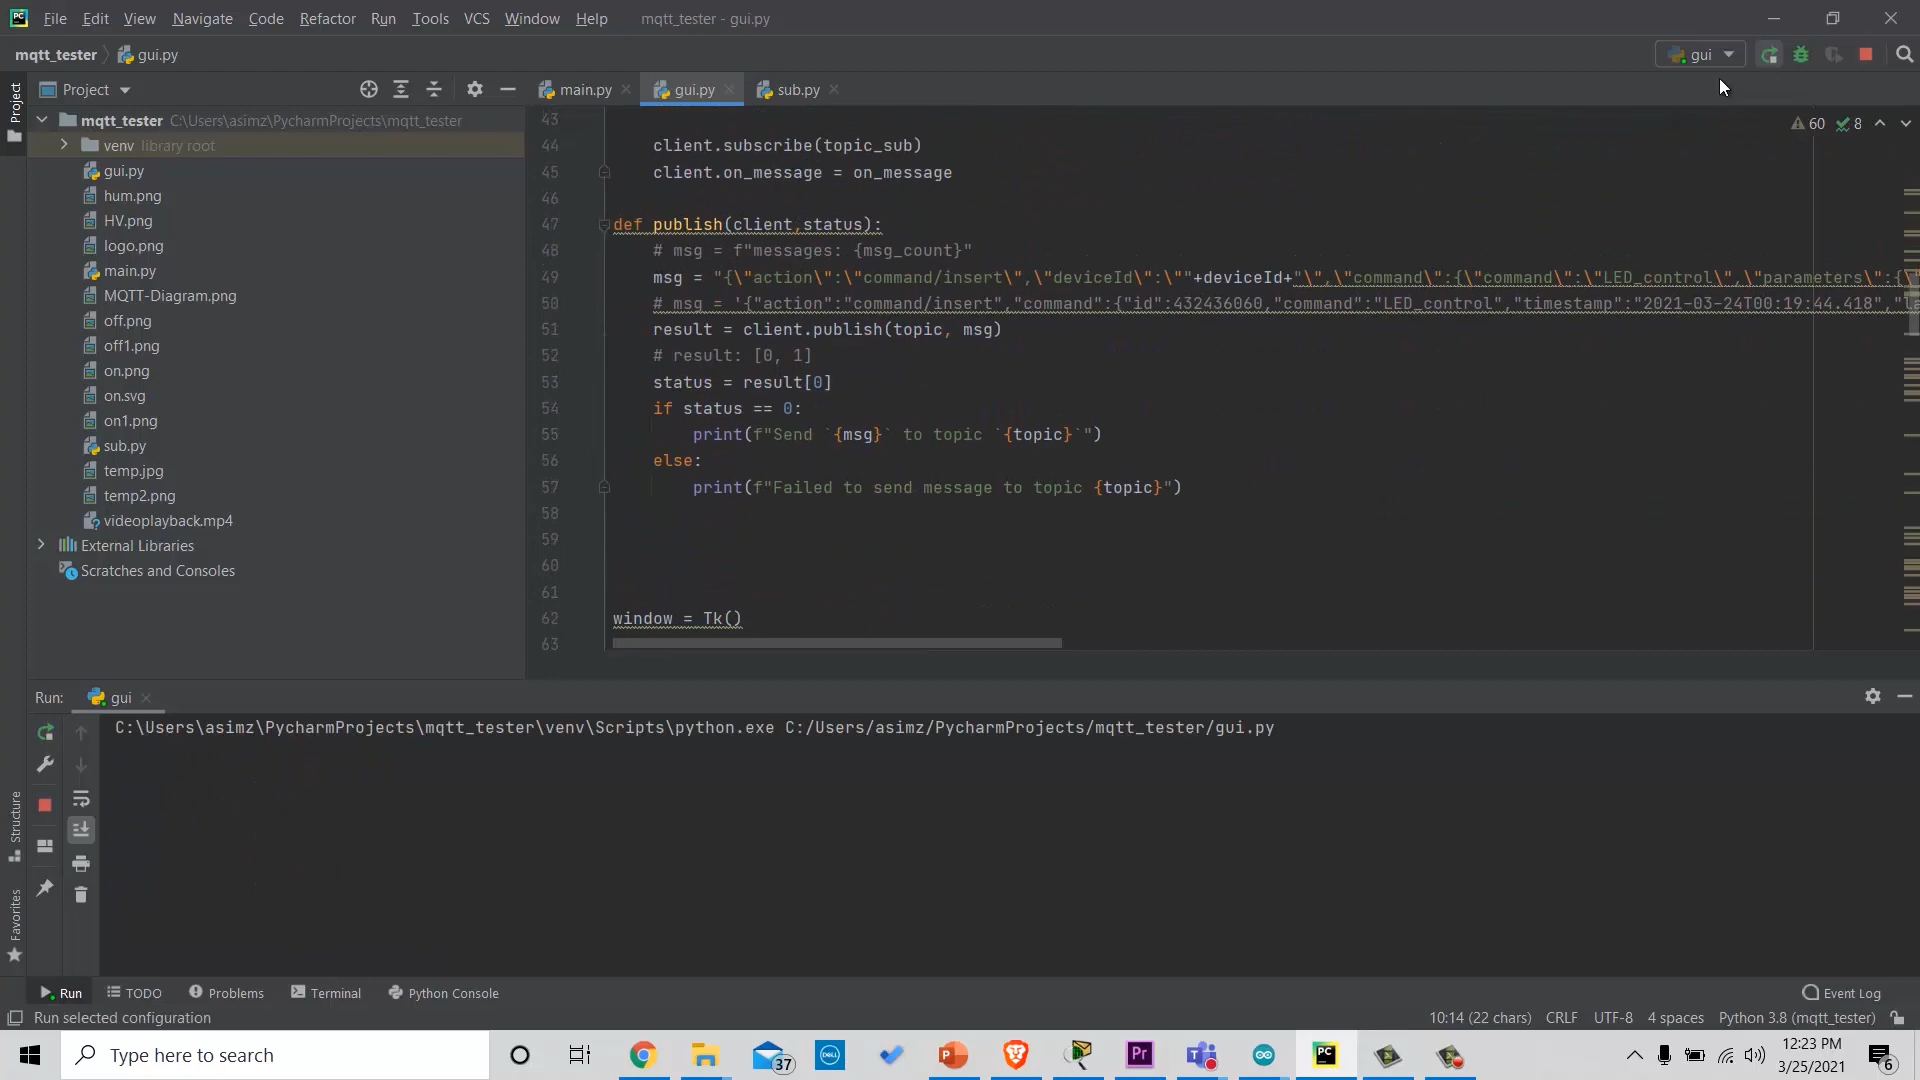 File Edit View Navigate Code Refactor Run Tools VCS Window Help mqtt_tester - gui.py
mqtt_tester gui.py
gui
Project
Project
main.py gui.py sub.py
mqtt_tester C:\Users\asimz\PycharmProjects\mqtt_tester
venv library root
gui.py
hum.png
HV.png
logo.png
main.py
MQTT-Diagram.png
off.png
off1.png
on.png
on.svg
on1.png
sub.py
temp.jpg
temp2.png
videoplayback.mp4
External Libraries
Scratches and Consoles
60 8
43
44 client.subscribe(topic_sub)
45 client.on_message = on_message
46
47 def publish(client,status):
48 # msg = f"messages: {msg_count}"
49 msg = "{\"action\":\"command/insert\",\"deviceId\":\""+deviceId+"\",\"command\":{\"command\":\"LED_control\",\"parameters\":{\"
50 # msg = '{"action":"command/insert","command":{"id":432436060,"command":"LED_control","timestamp":"2021-03-24T00:19:44.418","la
51 result = client.publish(topic, msg)
52 # result: [0, 1]
53 status = result[0]
54 if status == 0:
55 print(f"Send `{msg}` to topic `{topic}`")
56 else:
57 print(f"Failed to send message to topic {topic}")
58
59
60
61
62 window = Tk()
63
Run: gui
C:\Users\asimz\PycharmProjects\mqtt_tester\venv\Scripts\python.exe C:/Users/asimz/PycharmProjects/mqtt_tester/gui.py
Structure
Favorites
Run TODO Problems Terminal Python Console Event Log
Run selected configuration 10:14 (22 chars) CRLF UTF-8 4 spaces Python 3.8 (mqtt_tester)
Type here to search
37
DELL
Pr
PC
12:23 PM
3/25/2021
6